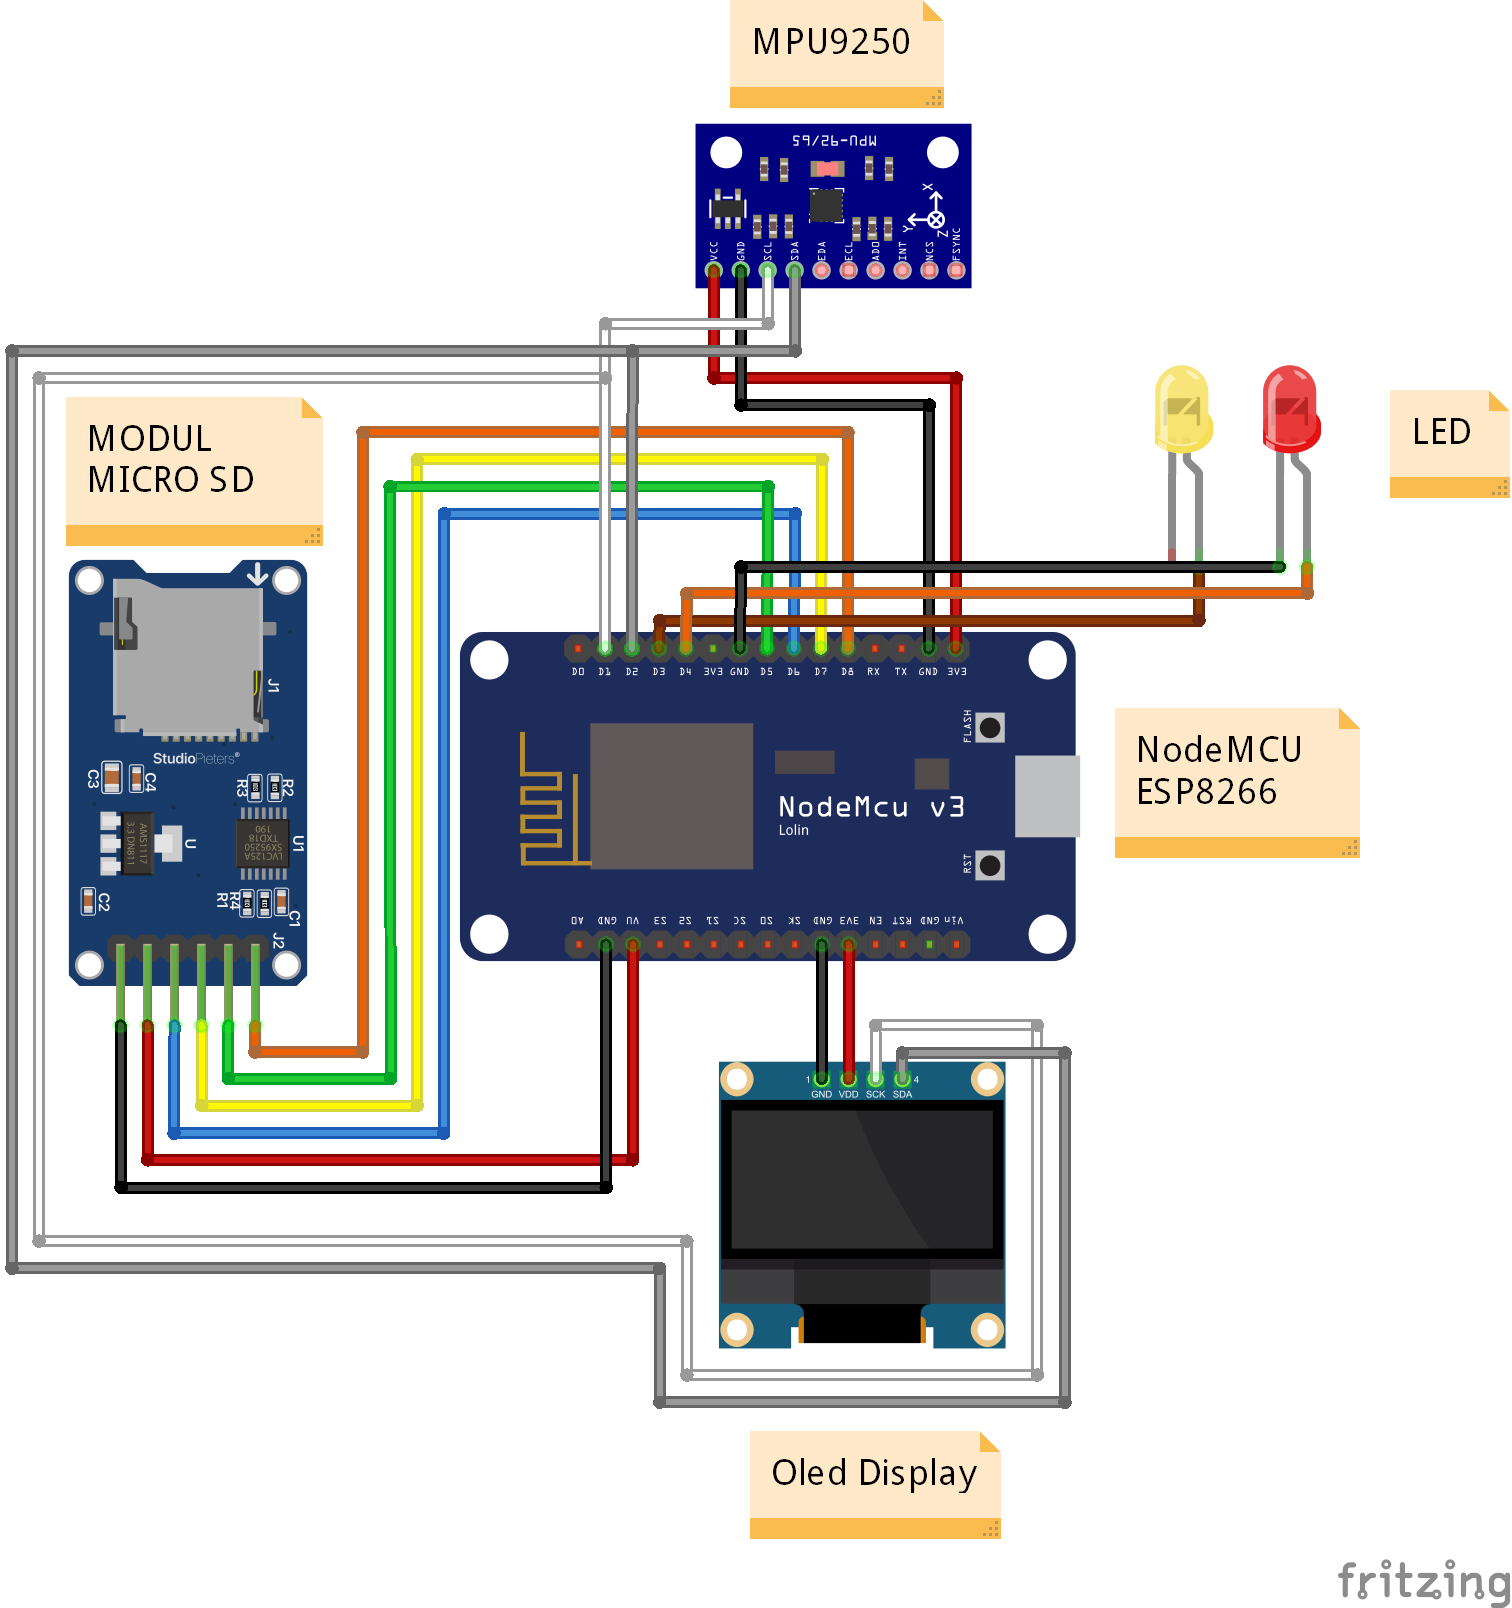 MPU9250
MPU-92/65
X
Y
Z
VCC GND SCL SDA EDA ECL ADO INT NCS FSYNC
LED
MODUL
MICRO SD
J1
StudioPieters®
C3 C4 R3 R2
AMS1117
3.3 DN811
U
LVC125A
SX95250
TXD18
190
U1
C2 R1 R4 C1
J2
D0 D1 D2 D3 D4 3V3 GND D5 D6 D7 D8 RX TX GND 3V3
FLASH
NodeMcu v3
Lolin
RST
A0 GND VU S3 S2 S1 SC SO SK GND 3VE EN RST GND Vin
NodeMCU
ESP8266
1 4
GND VDD SCK SDA
Oled Display
fritzing